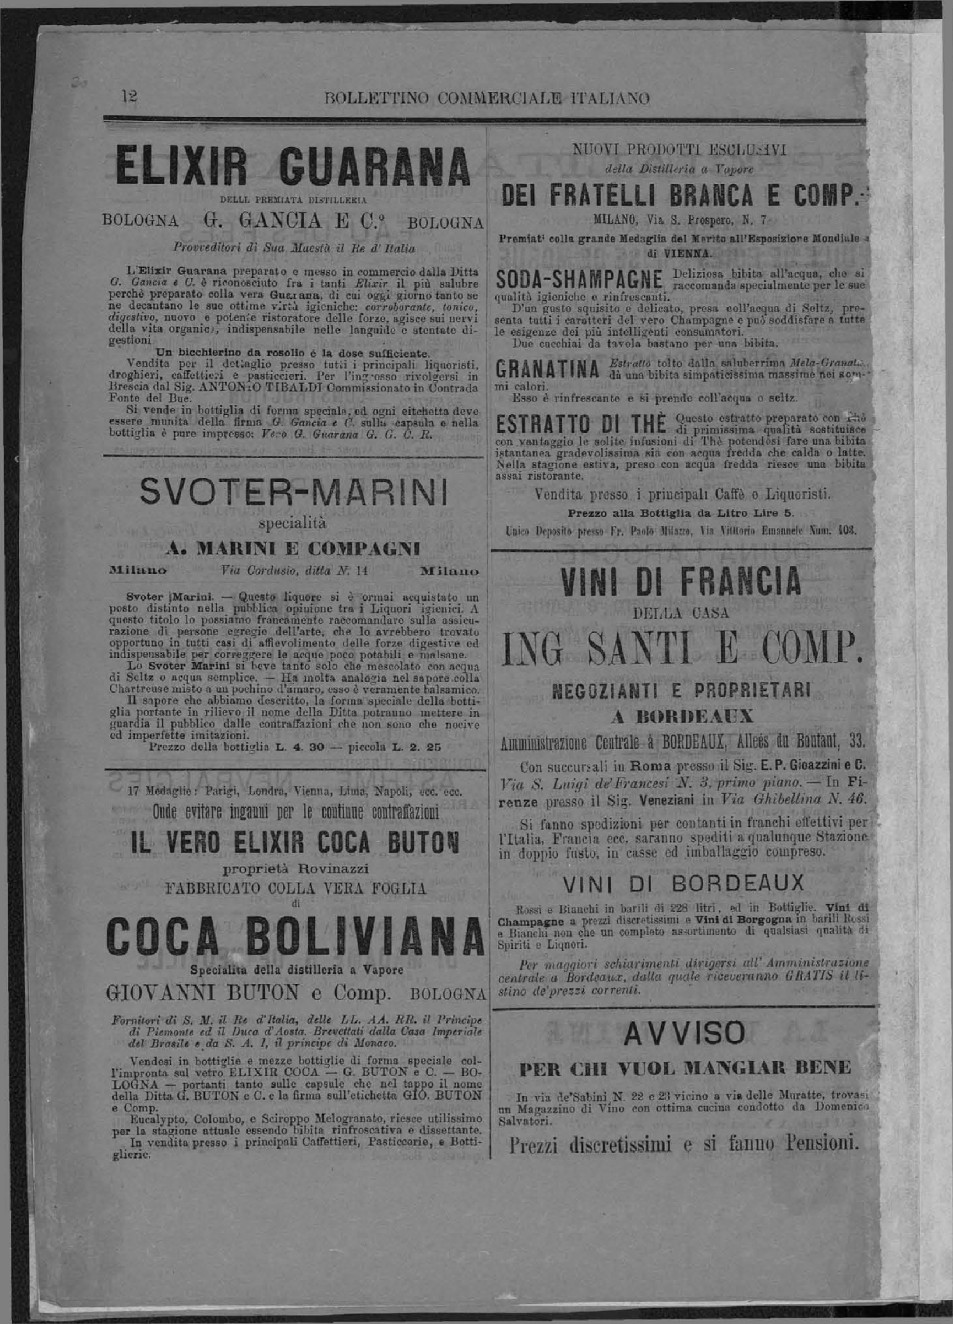 12
BOLLETTINO COMMERCIALE ITALIANO
ELIXIR GUARANA
DELLE PREMIATA DISTILLERIA
BOLOGNA G. GANCIA E C.º BOLOGNA
Provveditori di Sua Maestà il Re d'Italia
L'Elixir Guarana preparato e messo in commercio dalla Ditta
G. Gancia e C. è riconosciuto fra i tanti Elixir il più salubre
perchè preparato colla vera Guarana, di cui oggi giorno tanto se
ne decantano le sue ottime virtù igieniche: corroborante, tonico,
digestivo, nuovo e potente ristoratore delle forze, agisce sui nervi
della vita organica, indispensabile nelle languide e stentate di-
gestioni
Un bicchierino da rosolio è la dose sufficiente.
Vendita per il dettaglio presso tutti i principali liquoristi,
droghieri, caffettieri e pasticcieri. Per l'ingrosso rivolgersi in
Brescia dal Sig. ANTONIO TIBALDI Commissionato in Contrada
Fonte del Bue.
Si vende in bottiglia di forma speciale, ed ogni eitchetta deve
essere munita della firma G. Gancia e C. sulla capsula e nella
bottiglia è pure impresso: Vero G. Guarana G. G. C. R.
SVOTER-MARINI
specialità
A. MARINI E COMPAGNI
Milano Via Cordusio, ditta N. 14 Milano
Svoter Marini. — Questo liquore si è ormai acquistato un
posto distinto nella pubblica opinione tra i Liquori igienici. A
questo titolo lo possiamo francamente raccomandare sulla assicu-
razione di persone egregie dell'arte, che lo avrebbero trovato
opportuno in tutti casi di affievolimento delle forze digestive ed
indispensabile per correggere le acque poco potabili e malsane.
Lo Svoter Marini si beve tanto solo che mescolato con acqua
di Seltz o acqua semplice. — Ha molta analogia nel sapore colla
Chartreuse misto a un pochino d'amaro, esso è veramente balsamico.
Il sapore che abbiamo descritto, la forma speciale della botti-
glia portante in rilievo il nome della Ditta potranno mettere in
guardia il pubblico dalle contraffazioni che non sono che nocive
ed imperfette imitazioni.
Prezzo della bottiglia L. 4. 30 — piccola L. 2. 25
17 Medaglie: Parigi, Londra, Vienna, Lima, Napoli, ecc. ecc.
Onde evitare inganni per le continue contraffazioni
IL VERO ELIXIR COCA BUTON
proprietà Rovinazzi
FABBRICATO COLLA VERA FOGLIA
di
COCA BOLIVIANA
Specialità della distilleria a Vapore
GIOVANNI BUTON e Comp. BOLOGNA
Fornitori di S. M. il Re d'Italia, delle LL. AA. RR. il Principe
di Piemonte ed il Duca d'Aosta. Brevettati dalla Casa Imperiale
del Brasile e da S. A. I, il principe di Monaco.
Vendesi in bottiglie e mezze bottiglie di forma speciale col-
l'impronta sul vetro ELIXIR COCA — G. BUTON e C. — BO-
LOGNA — portanti tanto sulle capsule che nel tappo il nome
della Ditta G. BUTON e C. e la firma sull'etichetta GIO. BUTON
e Comp.
Eucalypto, Colombo, e Sciroppo Melogranato, riesce utilissimo
per la stagione attuale essendo bibita rinfrescativa e dissettante.
In vendita presso i principali Caffettieri, Pasticcerie, e Botti-
glierie.
NUOVI PRODOTTI ESCLUSIVI
della Distilleria a Vapore
DEI FRATELLI BRANCA E COMP.
MILANO, Via S. Prospero, N. 7
Premiati colla grande Medaglia del Merito all'Esposizione Mondiale
di VIENNA.
SODA-SHAMPAGNE Deliziosa bibita all'acqua, che si
raccomanda specialmente per le sue
qualità igieniche e rinfrescanti.
D'un gusto squisito e delicato, presa coll'acqua di Seltz, pre-
senta tutti i caratteri del vero Champagne e può soddisfare a tutte
le esigenze dei più intelligenti consumatori.
Due cucchiai da tavola bastano per una bibita.
GRANATINA Estratto tolto dalla saluberrima Mela-Granata.
dà una bibita simpaticissima massime nei som-
mi calori.
Esso è rinfrescante e si prende coll'acqua o seltz.
ESTRATTO DI THÈ Questo estratto preparato con Thè
di primissima qualità sostituisce
con vantaggio le solite infusioni di Thè potendosi fare una bibita
istantanea gradevolissima sia con acqua fredda che calda o latte.
Nella stagione estiva, preso con acqua fredda riesce una bibita
assai ristorante.
Vendita presso i principali Caffè o Liquoristi.
Prezzo alla Bottiglia da Litro Lire 5.
Unico Deposito presso Fr. Paolo Milazzo, Via Vittorio Emanuele Num. 403.
VINI DI FRANCIA
DELLA CASA
ING SANTI E COMP.
NEGOZIANTI E PROPRIETARI
A BORDEAUX
Amministrazione Centrale à BORDEAUX, Alleès du Boutaut, 33.
Con succursali in Roma presso il Sig. E. P. Gioazzini e C.
Via S. Luigi de'Francesi N. 3, primo piano. — In Fi-
renze presso il Sig. Veneziani in Via Ghibellina N. 46.
Si fanno spedizioni per contanti in franchi effettivi per
l'Italia, Francia ecc. saranno spediti a qualunque Stazione
in doppio fusto, in casse ed imballaggio compreso.
VINI DI BORDEAUX
Rossi e Bianchi in barili di 228 litri, ed in Bottiglie. Vini di
Champagne a prezzi discretissimi e Vini di Borgogna in barili Rossi
e Bianchi non che un completo assortimento di qualsiasi qualità di
Spiriti e Liquori.
Per maggiori schiarimenti dirigersi all'Amministrazione
centrale a Bordeaux, dalla quale riceveranno GRATIS il li-
stino de'prezzi correnti.
AVVISO
PER CHI VUOL MANGIAR BENE
In via de'Sabini N. 22 e 23 vicino a via delle Muratte, trovasi
un Magazzino di Vino con ottima cucina condotto da Domenico
Salvatori.
Prezzi discretissimi e si fanno Pensioni.